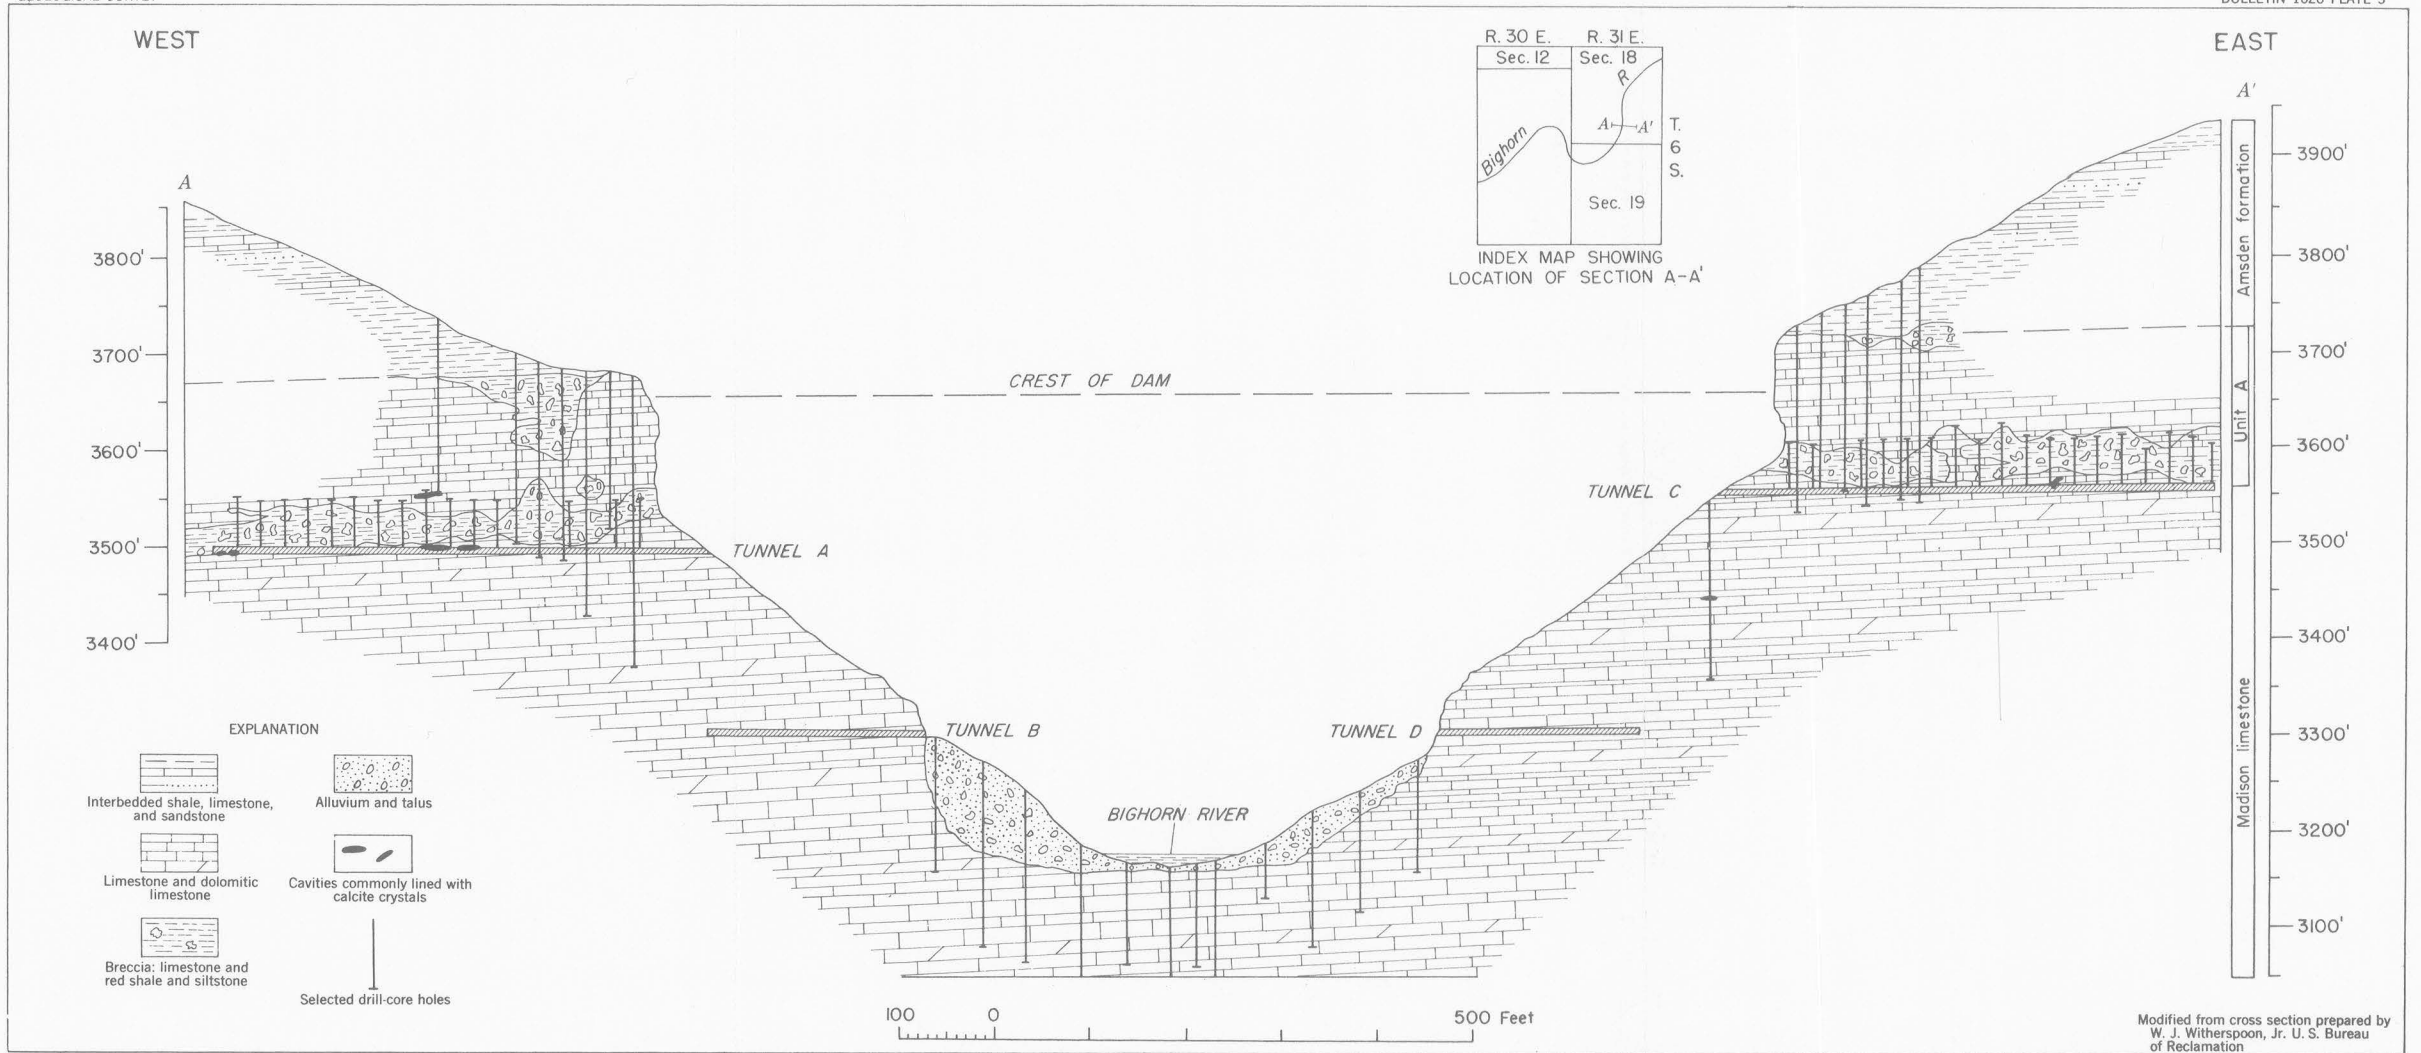 WEST
EAST
R. 30 E.
R. 31 E.
Sec. 12
Sec. 18
R
A
A'
T.
6
S.
Bighorn
Sec. 19
INDEX MAP SHOWING
LOCATION OF SECTION A-A'
A
A'
3800'
3700'
3600'
3500'
3400'
3900'
3800'
3700'
3600'
3500'
3400'
3300'
3200'
3100'
Amsden formation
Unit A
Madison limestone
CREST OF DAM
TUNNEL C
TUNNEL A
TUNNEL B
TUNNEL D
BIGHORN RIVER
EXPLANATION
Interbedded shale, limestone,
and sandstone
Alluvium and talus
Limestone and dolomitic
limestone
Cavities commonly lined with
calcite crystals
Breccia: limestone and
red shale and siltstone
Selected drill-core holes
100
0
500 Feet
Modified from cross section prepared by
W. J. Witherspoon, Jr. U. S. Bureau
of Reclamation